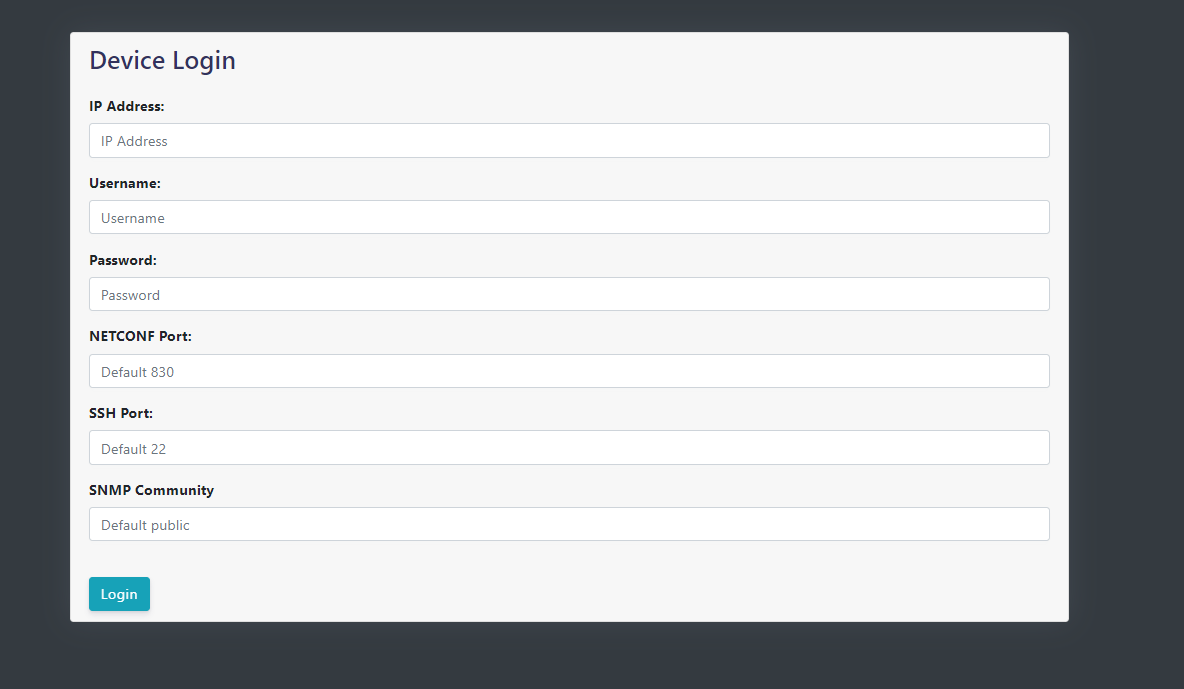 Device Login
IP Address:
IP Address
Username:
Username
Password:
Password
NETCONF Port:
Default 830
SSH Port:
Default 22
SNMP Community
Default public
Login